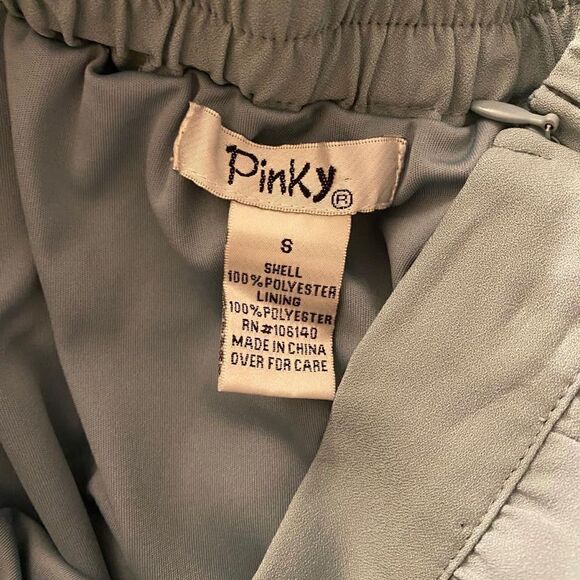 Pinky ®
S
SHELL
100%POLYESTER
LINING
100%POLYESTER
RN#106140
MADE IN CHINA
OVER FOR CARE